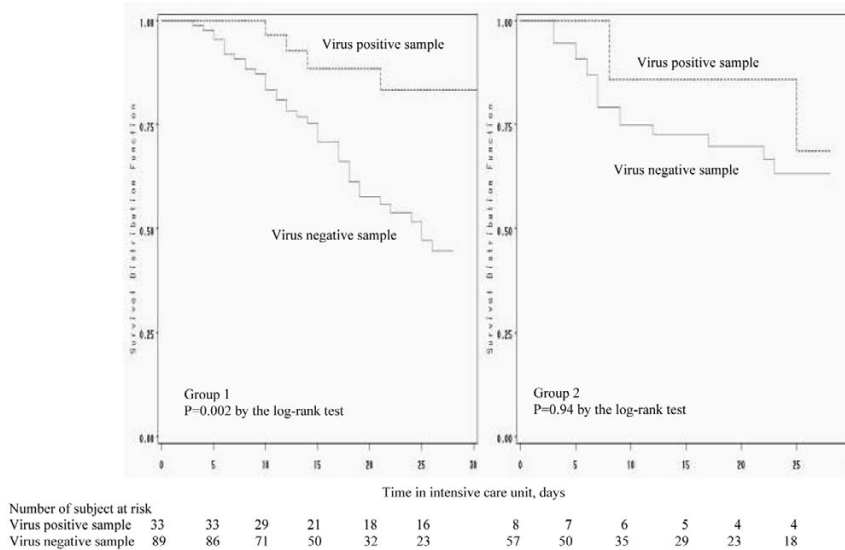 1.00
0.75
0.50
0.25
0.00
Survival Distribution Function
Virus positive sample
Virus negative sample
Group 1
P=0.002 by the log-rank test
0 5 10 15 20 25 30
1.00
0.75
0.50
0.25
0.00
Survival Distribution Function
Virus positive sample
Virus negative sample
Group 2
P=0.94 by the log-rank test
0 5 10 15 20 25
Time in intensive care unit, days
Number of subject at risk
Virus positive sample 33 33 29 21 18 16 8 7 6 5 4 4
Virus negative sample 89 86 71 50 32 23 57 50 35 29 23 18